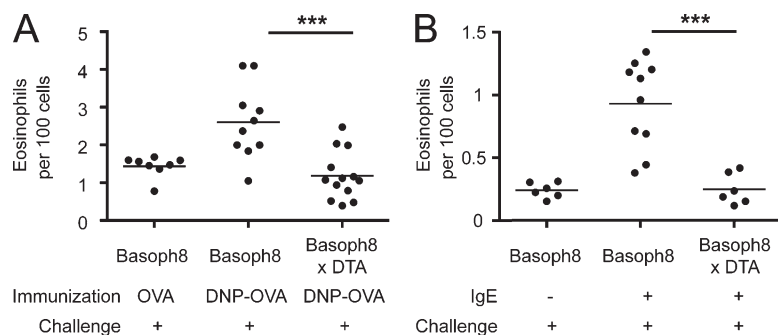 A
***
5
4
3
2
1
0
Eosinophils
per 100 cells
Basoph8
Basoph8
Basoph8
x DTA
Immunization OVA DNP-OVA DNP-OVA
Challenge + + +
B
***
1.5
1
0.5
0
Eosinophils
per 100 cells
Basoph8
Basoph8
Basoph8
x DTA
IgE - + +
Challenge + + +